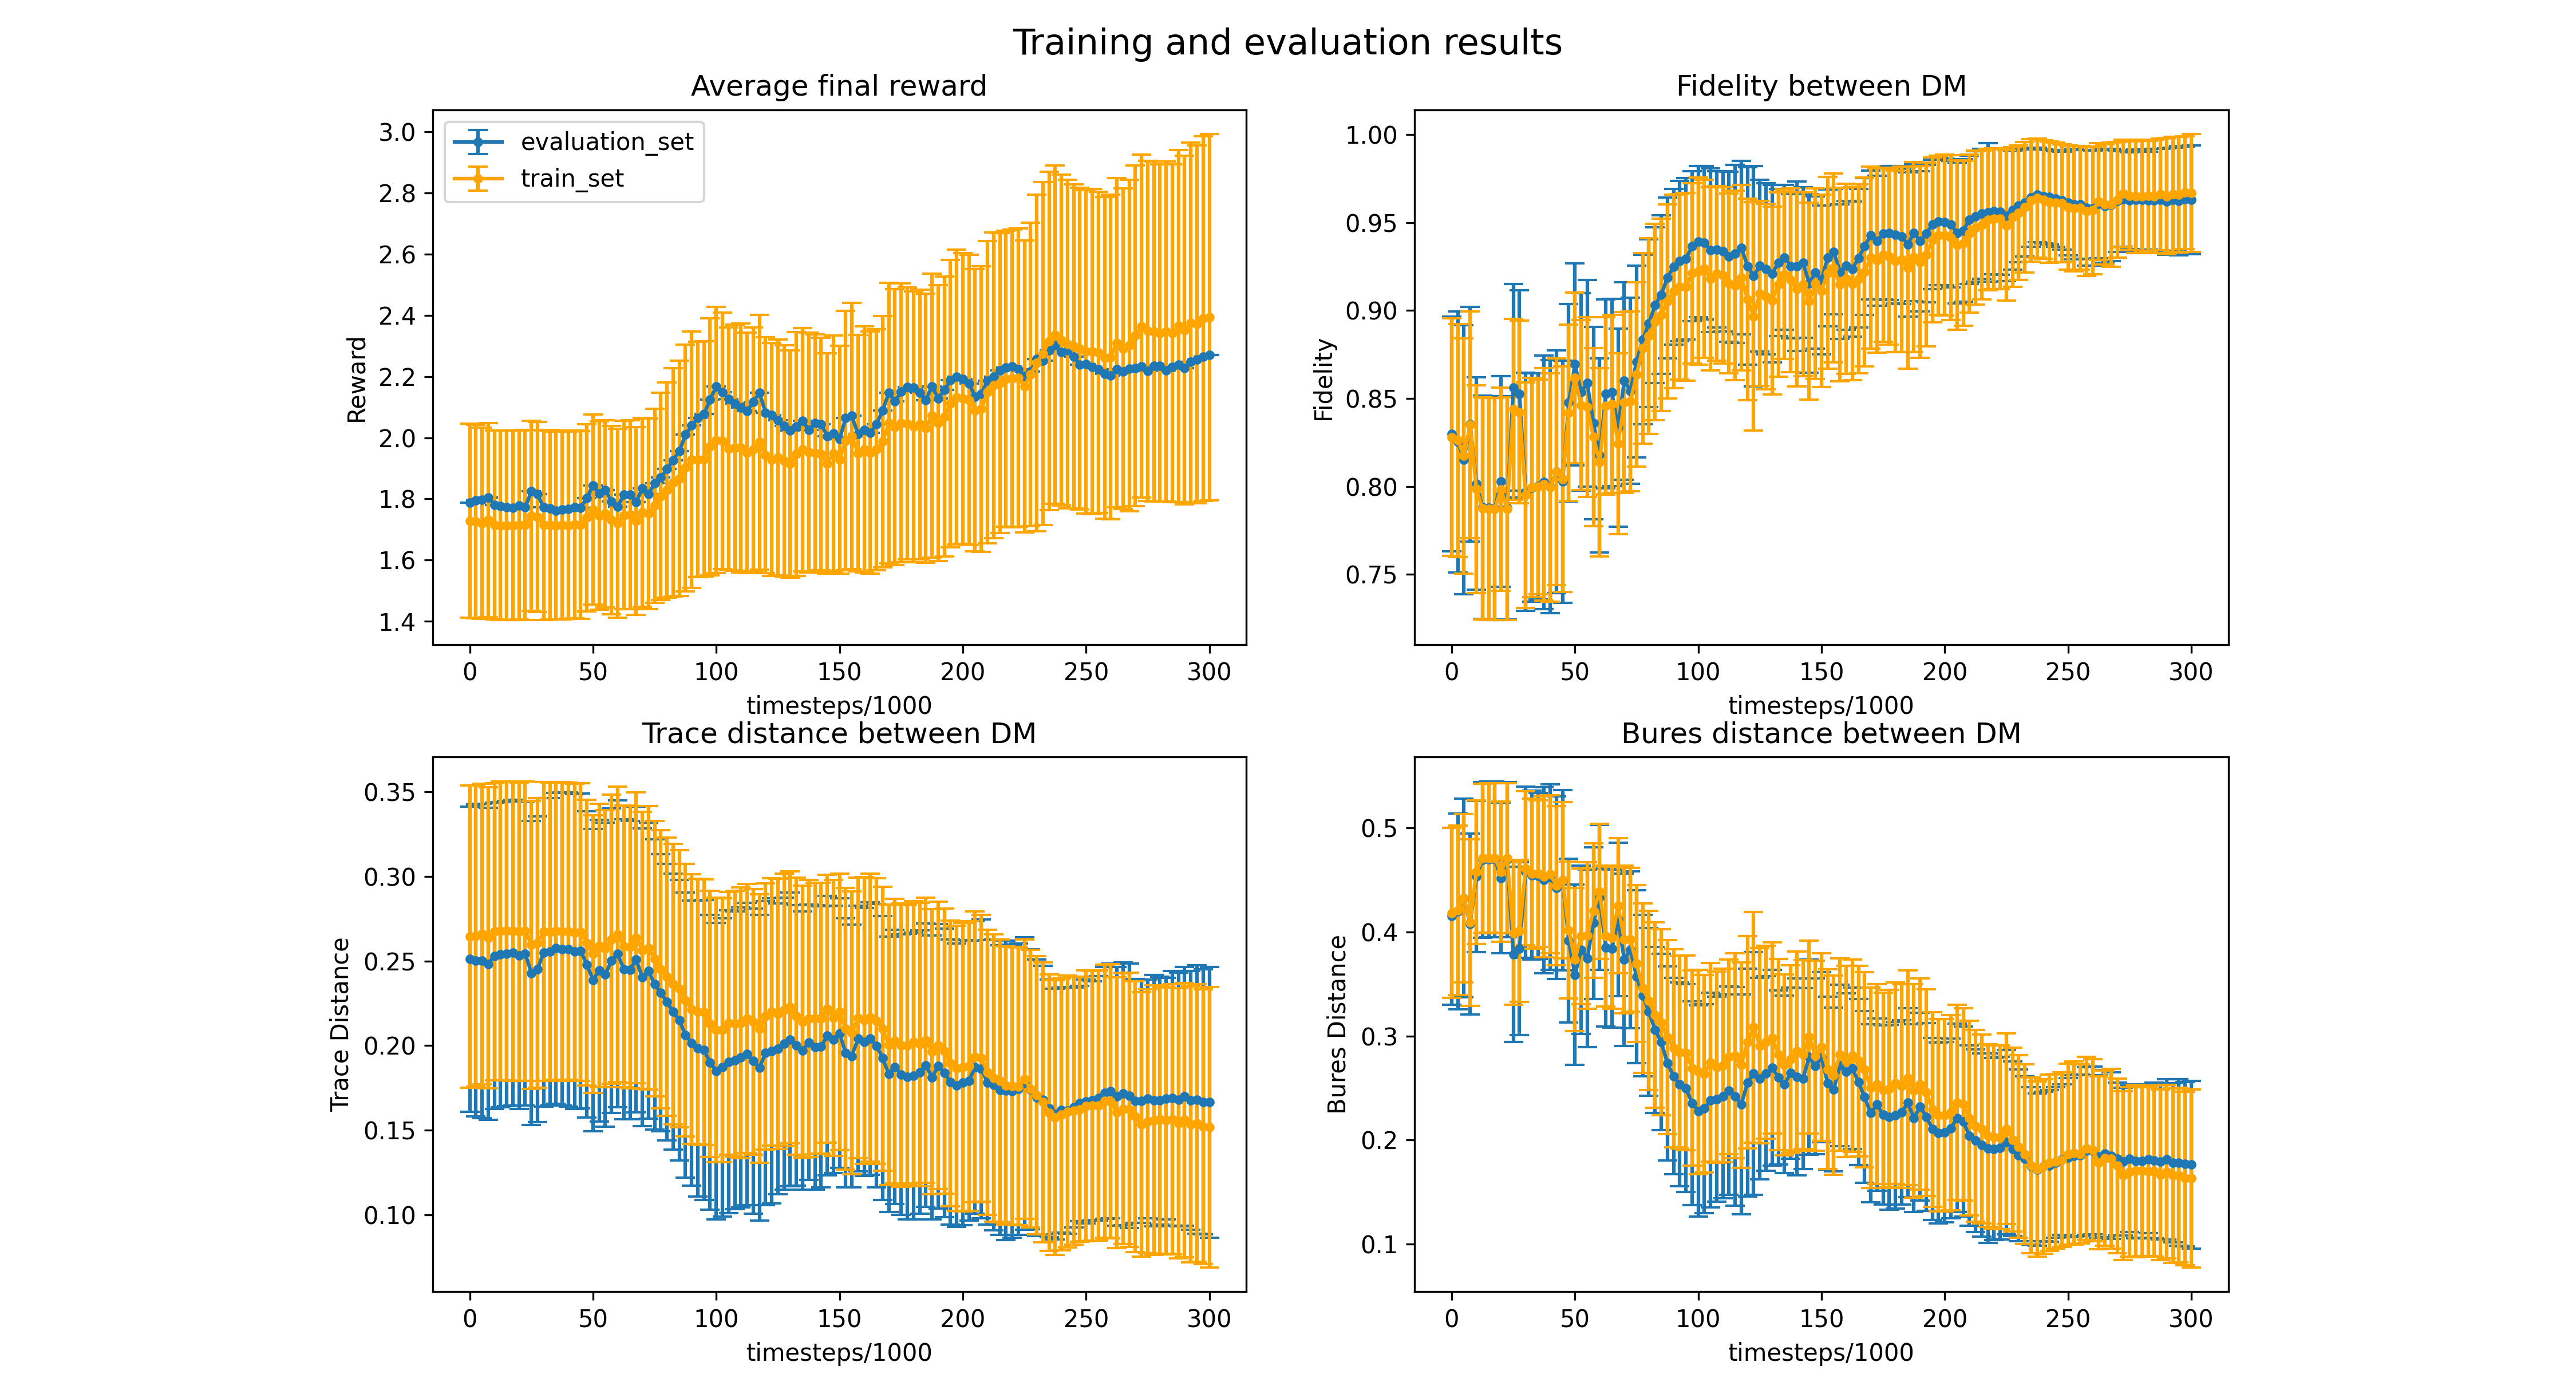 Training and evaluation results
Average final reward
Reward
3.0
2.8
2.6
2.4
2.2
2.0
1.8
1.6
1.4
evaluation_set
train_set
0 50 100 150 200 250 300
timesteps/1000
Fidelity between DM
Fidelity
1.00
0.95
0.90
0.85
0.80
0.75
0 50 100 150 200 250 300
timesteps/1000
Trace distance between DM
Trace Distance
0.35
0.30
0.25
0.20
0.15
0.10
0 50 100 150 200 250 300
timesteps/1000
Bures distance between DM
Bures Distance
0.5
0.4
0.3
0.2
0.1
0 50 100 150 200 250 300
timesteps/1000